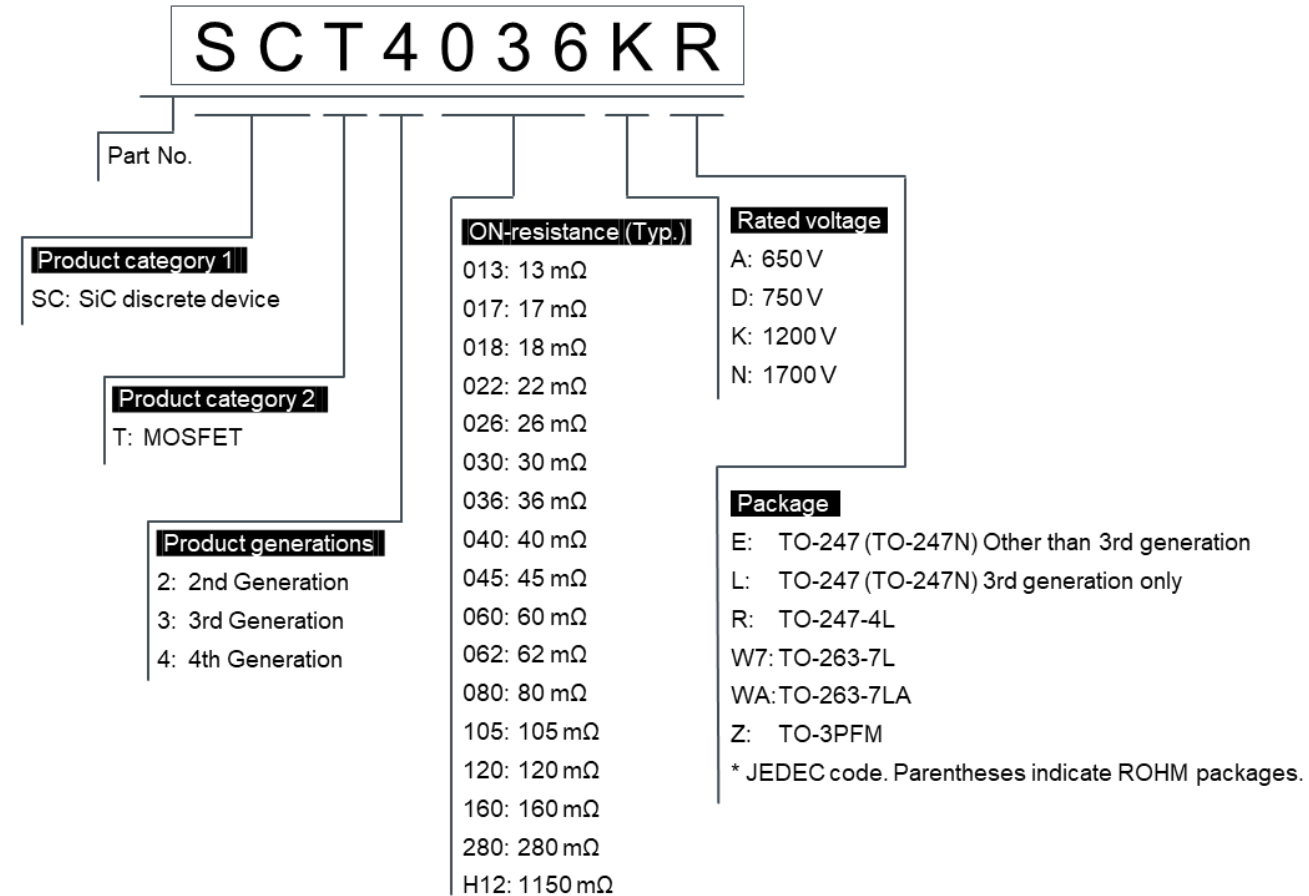 SCT4036KR
Part No.
Product category 1
SC: SiC discrete device
Product category 2
T: MOSFET
Product generations
2: 2nd Generation
3: 3rd Generation
4: 4th Generation
ON-resistance (Typ.)
013: 13 mΩ
017: 17 mΩ
018: 18 mΩ
022: 22 mΩ
026: 26 mΩ
030: 30 mΩ
036: 36 mΩ
040: 40 mΩ
045: 45 mΩ
060: 60 mΩ
062: 62 mΩ
080: 80 mΩ
105: 105 mΩ
120: 120 mΩ
160: 160 mΩ
280: 280 mΩ
H12: 1150 mΩ
Rated voltage
A: 650 V
D: 750 V
K: 1200 V
N: 1700 V
Package
E: TO-247 (TO-247N) Other than 3rd generation
L: TO-247 (TO-247N) 3rd generation only
R: TO-247-4L
W7: TO-263-7L
WA: TO-263-7LA
Z: TO-3PFM
* JEDEC code. Parentheses indicate ROHM packages.